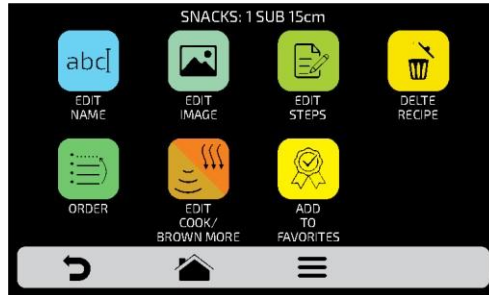 SNACKS: 1 SUB 15cm
abc
EDIT
NAME
EDIT
IMAGE
EDIT
STEPS
DELTE
RECIPE
ORDER
EDIT
COOK/
BROWN MORE
ADD
TO
FAVORITES